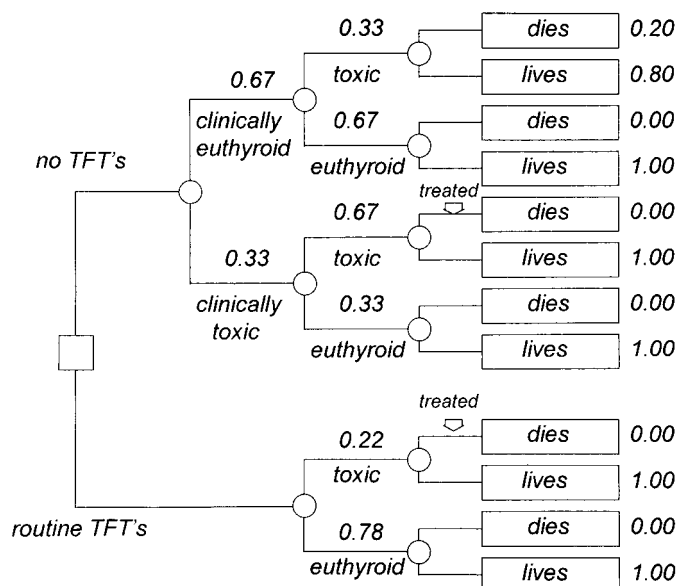 0.33
dies 0.20
toxic
lives 0.80
0.67
clinically
euthyroid
0.67
dies 0.00
euthyroid
lives 1.00
no TFT's
treated
0.67
dies 0.00
toxic
lives 1.00
0.33
clinically
toxic
0.33
dies 0.00
euthyroid
lives 1.00
treated
0.22
dies 0.00
toxic
lives 1.00
routine TFT's
0.78
dies 0.00
euthyroid
lives 1.00